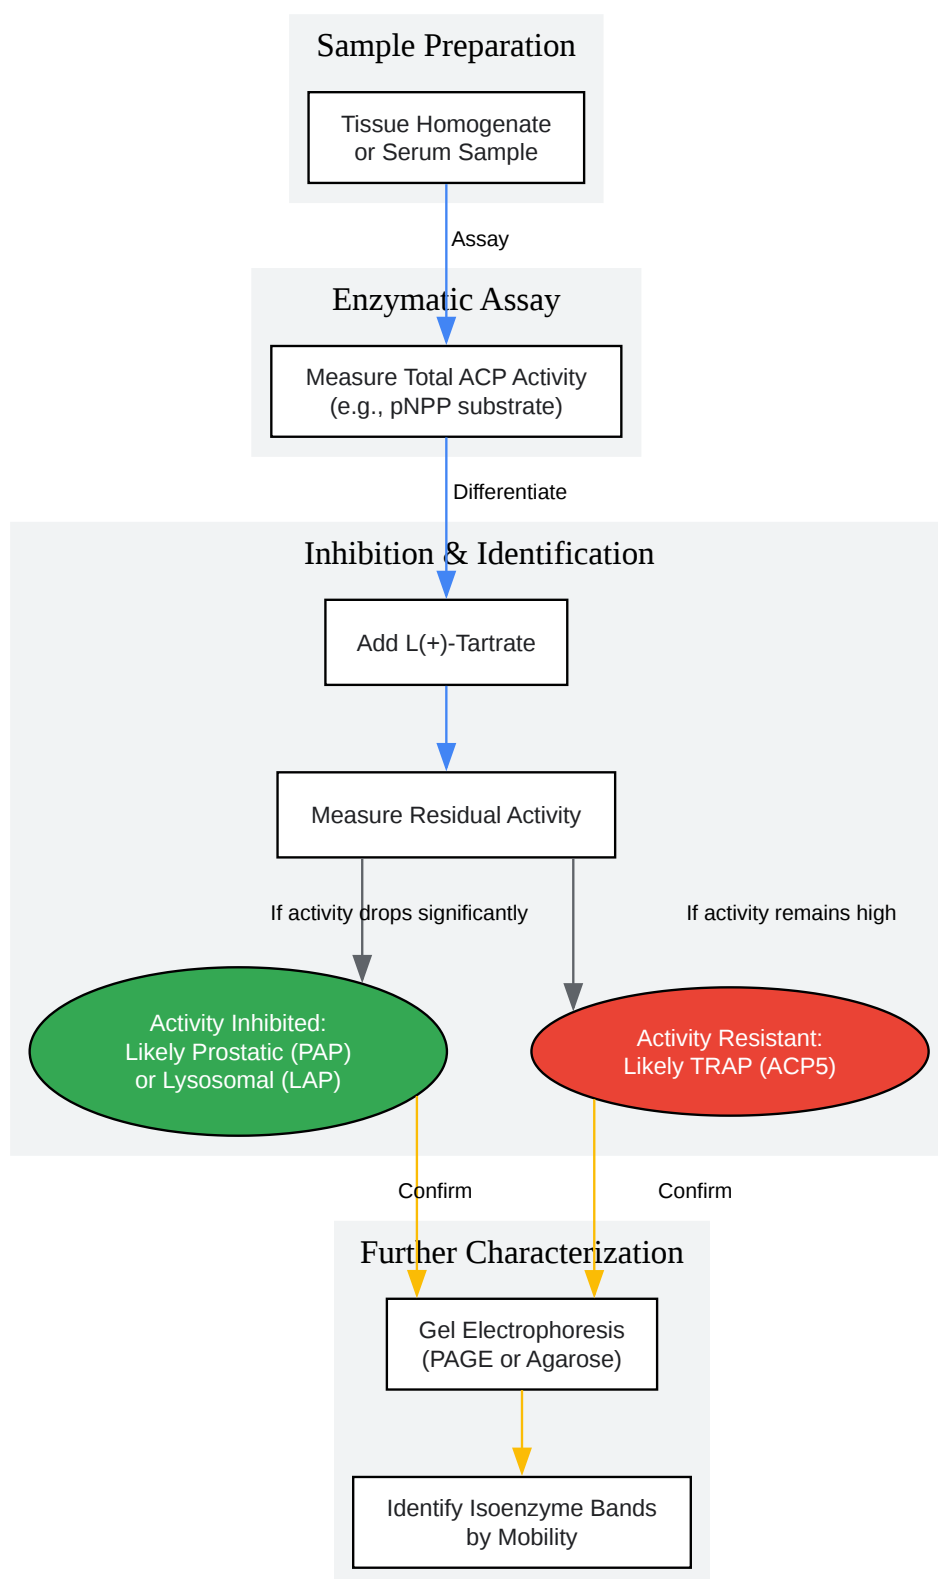 Sample Preparation
Tissue Homogenate
or Serum Sample
Assay
Enzymatic Assay
Measure Total ACP Activity
(e.g., pNPP substrate)
Differentiate
Inhibition & Identification
Add L(+)-Tartrate
Measure Residual Activity
If activity drops significantly
If activity remains high
Activity Inhibited:
Likely Prostatic (PAP)
or Lysosomal (LAP)
Activity Resistant:
Likely TRAP (ACP5)
Confirm
Confirm
Further Characterization
Gel Electrophoresis
(PAGE or Agarose)
Identify Isoenzyme Bands
by Mobility